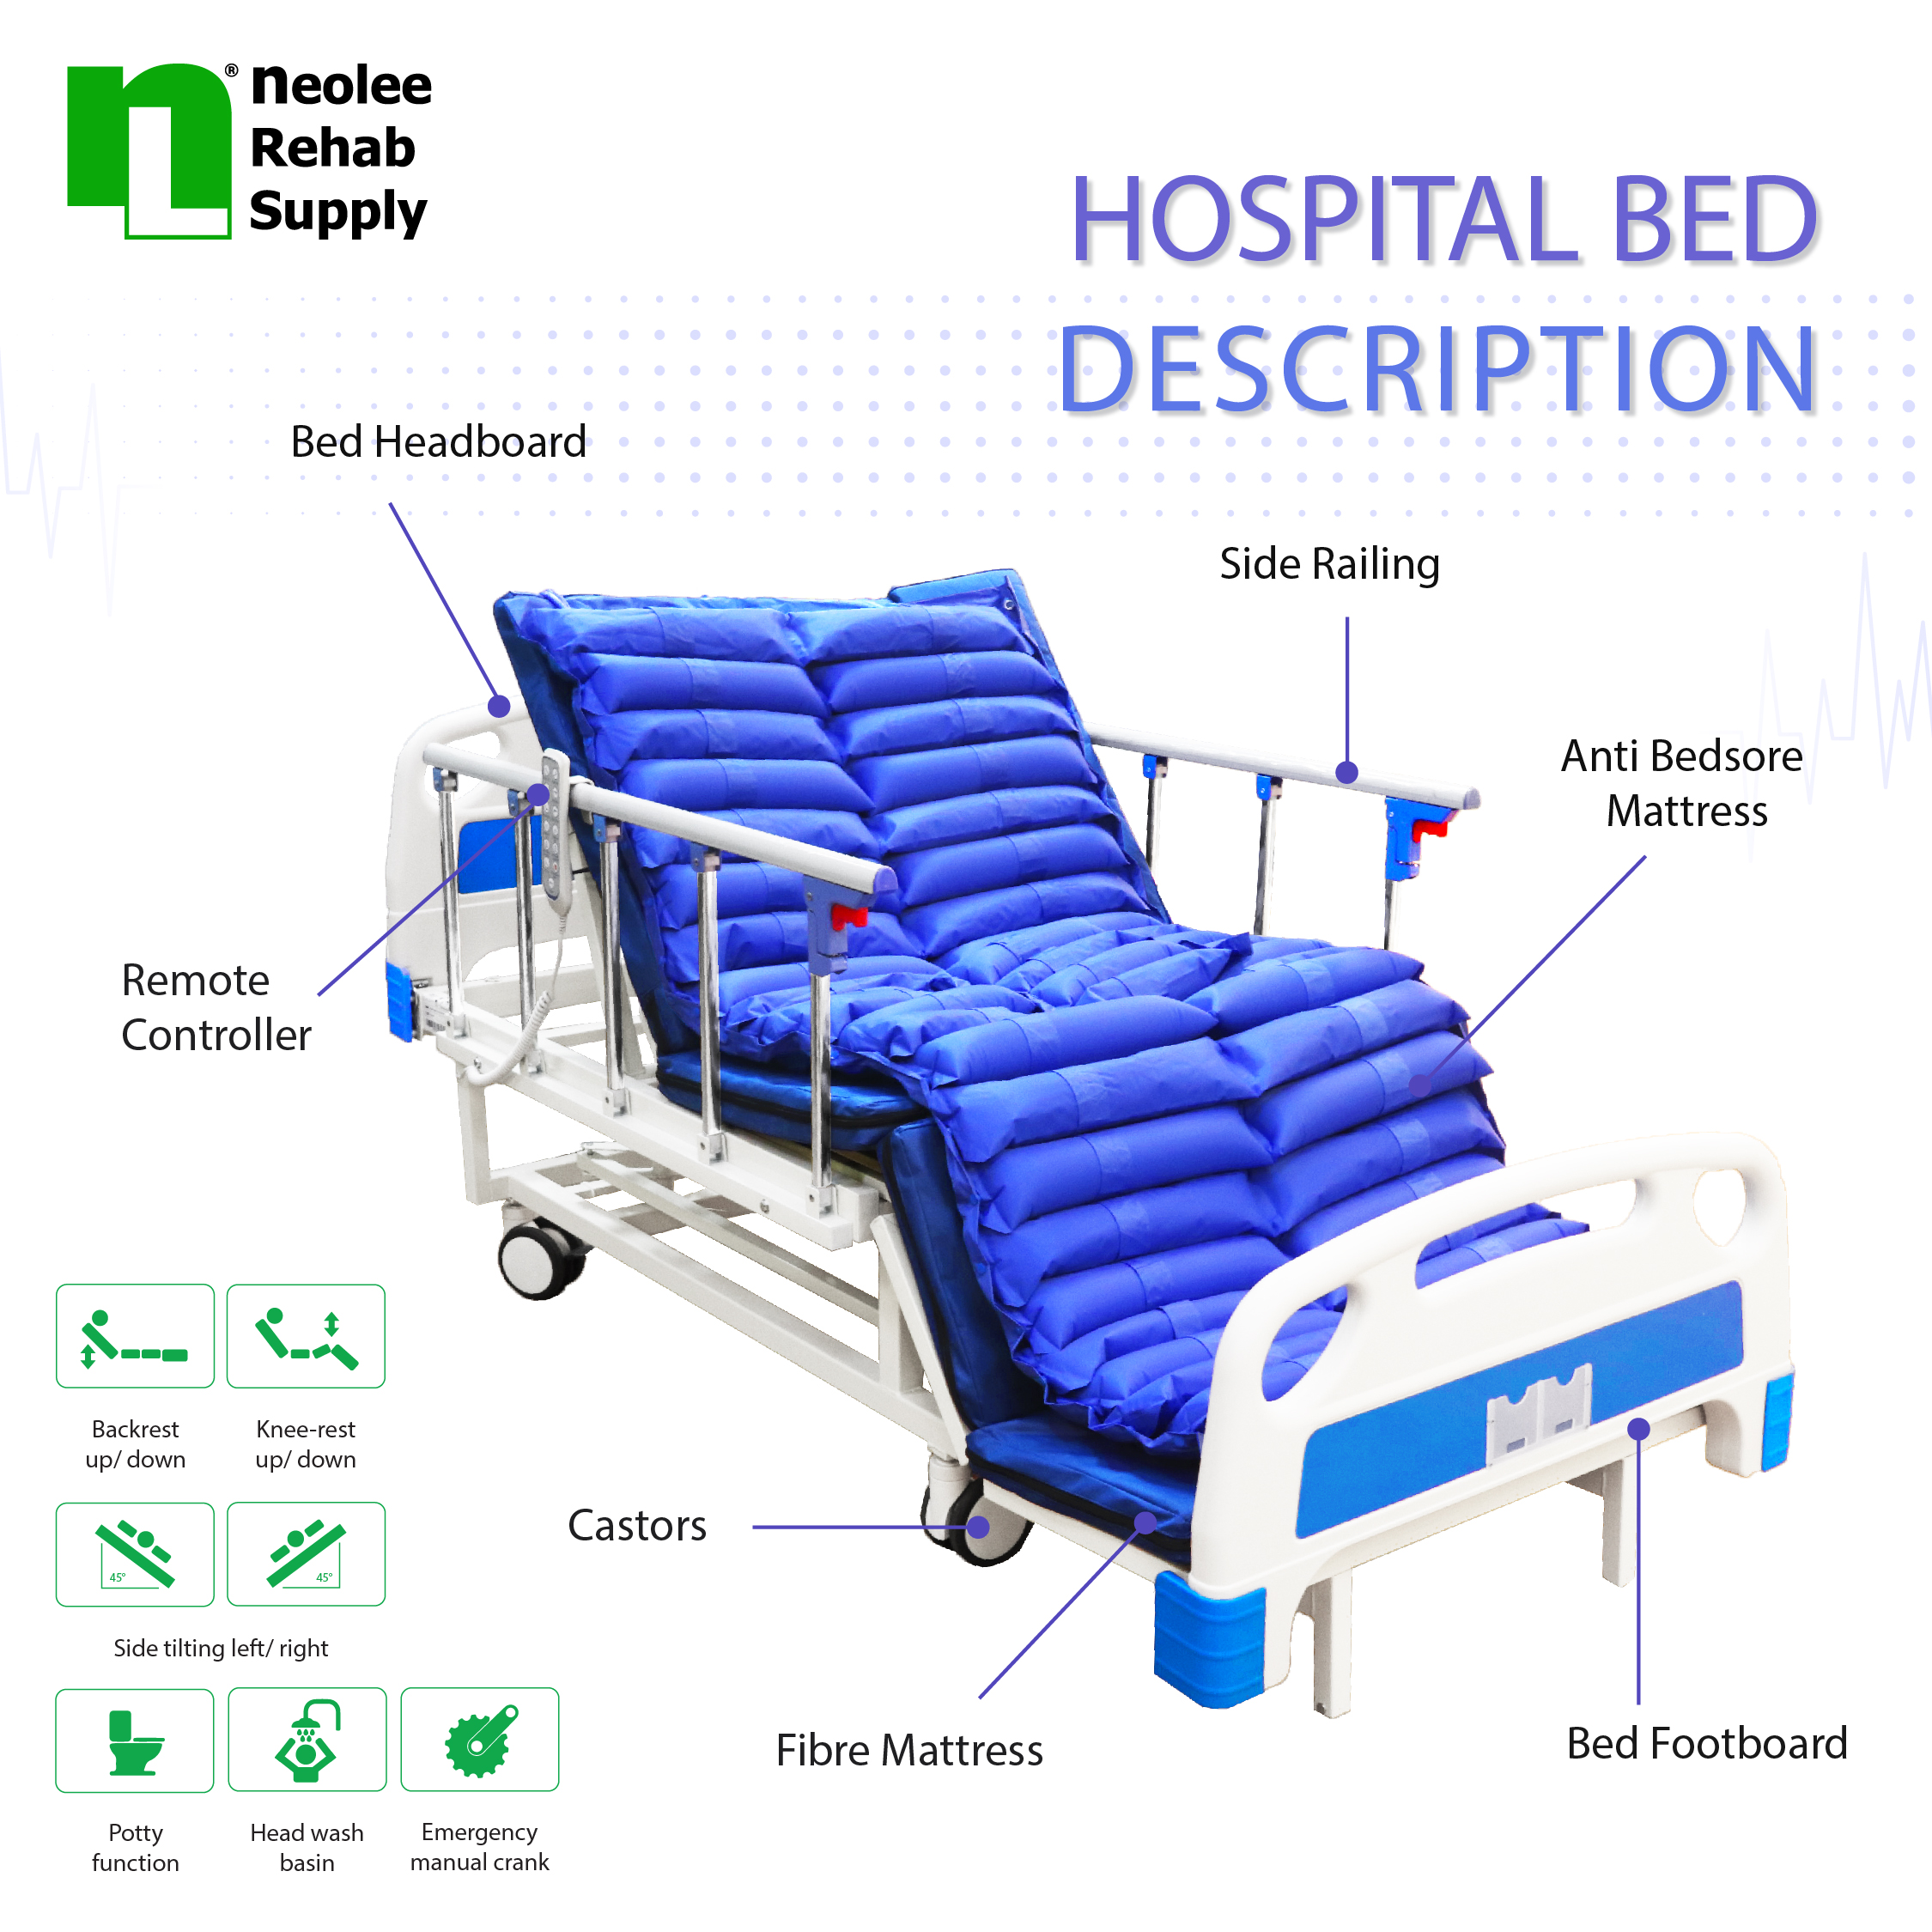 neolee
Rehab
Supply
®
HOSPITAL BED
DESCRIPTION
Bed Headboard
Side Railing
Anti Bedsore
Mattress
Remote
Controller
Backrest
up/ down
Knee-rest
up/ down
45°
45°
Side tilting left/ right
Castors
Fibre Mattress
Bed Footboard
Potty
function
Head wash
basin
Emergency
manual crank